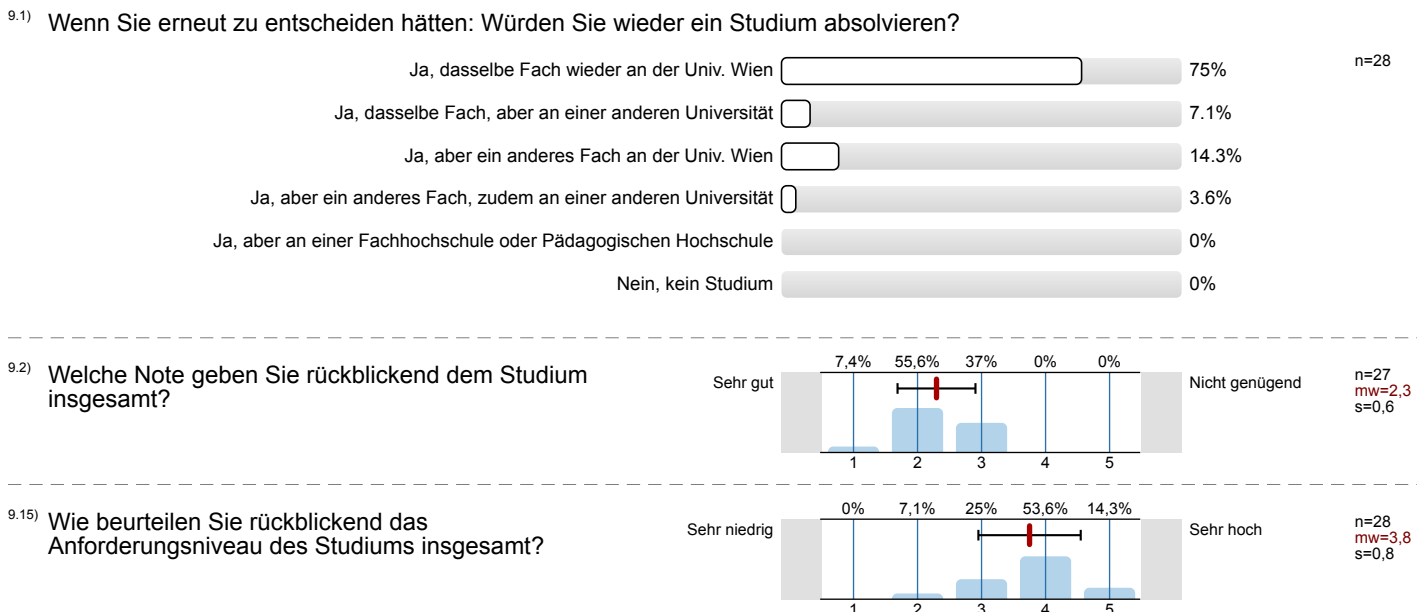 9.1) Wenn Sie erneut zu entscheiden hätten: Würden Sie wieder ein Studium absolvieren?
Ja, dasselbe Fach wieder an der Univ. Wien 75% n=28
Ja, dasselbe Fach, aber an einer anderen Universität 7.1%
Ja, aber ein anderes Fach an der Univ. Wien 14.3%
Ja, aber ein anderes Fach, zudem an einer anderen Universität 3.6%
Ja, aber an einer Fachhochschule oder Pädagogischen Hochschule 0%
Nein, kein Studium 0%
9.2) Welche Note geben Sie rückblickend dem Studium
insgesamt?
7,4% 55,6% 37% 0% 0%
Sehr gut Nicht genügend
1 2 3 4 5
n=27
mw=2,3
s=0,6
9.15) Wie beurteilen Sie rückblickend das
Anforderungsniveau des Studiums insgesamt?
0% 7,1% 25% 53,6% 14,3%
Sehr niedrig Sehr hoch
1 2 3 4 5
n=28
mw=3,8
s=0,8